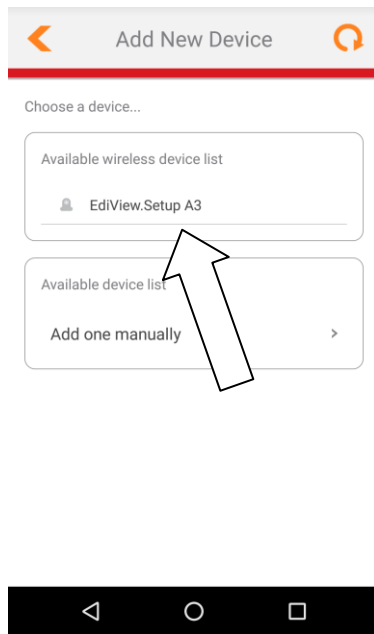 Add New Device
Choose a device...
Available wireless device list
EdiView.Setup A3
Available device list
Add one manually